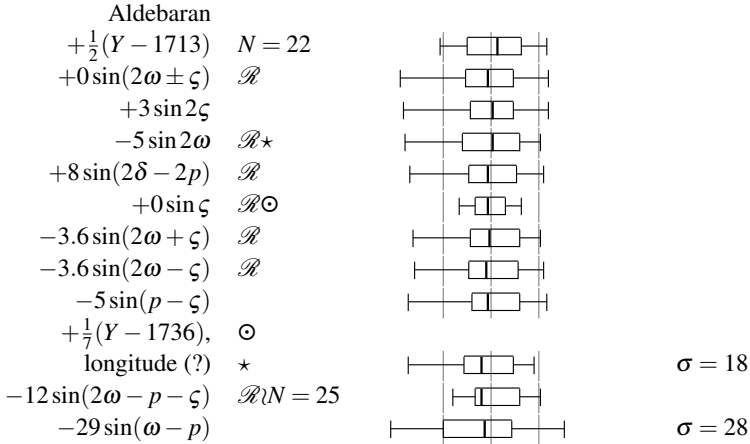 Aldebaran
+½(Y − 1713) N = 22
+0 sin(2ω ± ς) ℛ
+3 sin 2ς
−5 sin 2ω ℛ⋆
+8 sin(2δ − 2p) ℛ
+0 sin ς ℛ⊙
−3.6 sin(2ω + ς) ℛ
−3.6 sin(2ω − ς) ℛ
−5 sin(p − ς)
+1/7(Y − 1736), ⊙
longitude (?) ⋆ σ = 18
−12 sin(2ω − p − ς) ℛ≀N = 25
−29 sin(ω − p) σ = 28